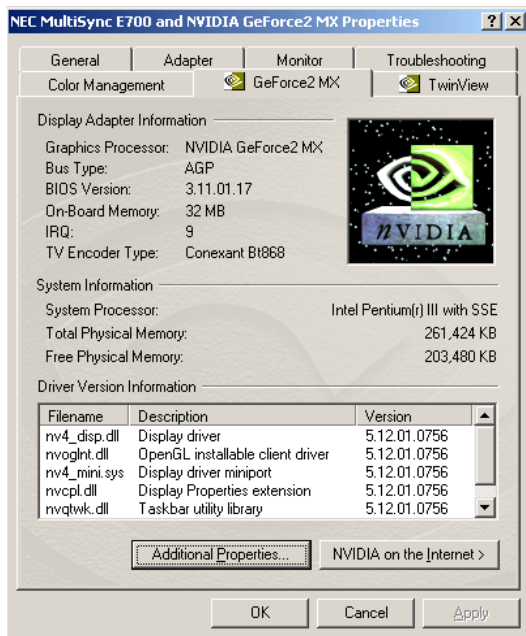 NEC MultiSync E700 and NVIDIA GeForce2 MX Properties ? X
General Adapter Monitor Troubleshooting
Color Management GeForce2 MX TwinView
Display Adapter Information
Graphics Processor: NVIDIA GeForce2 MX
Bus Type: AGP
BIOS Version: 3.11.01.17
On-Board Memory: 32 MB
IRQ: 9
TV Encoder Type: Conexant Bt868
nVIDIA
System Information
System Processor: Intel Pentium(r) III with SSE
Total Physical Memory: 261,424 KB
Free Physical Memory: 203,480 KB
Driver Version Information
Filename Description Version
nv4_disp.dll Display driver 5.12.01.0756
nvoglnt.dll OpenGL installable client driver 5.12.01.0756
nv4_mini.sys Display driver miniport 5.12.01.0756
nvcpl.dll Display Properties extension 5.12.01.0756
nvqtwk.dll Taskbar utility library 5.12.01.0756
Additional Properties... NVIDIA on the Internet >
OK Cancel Apply